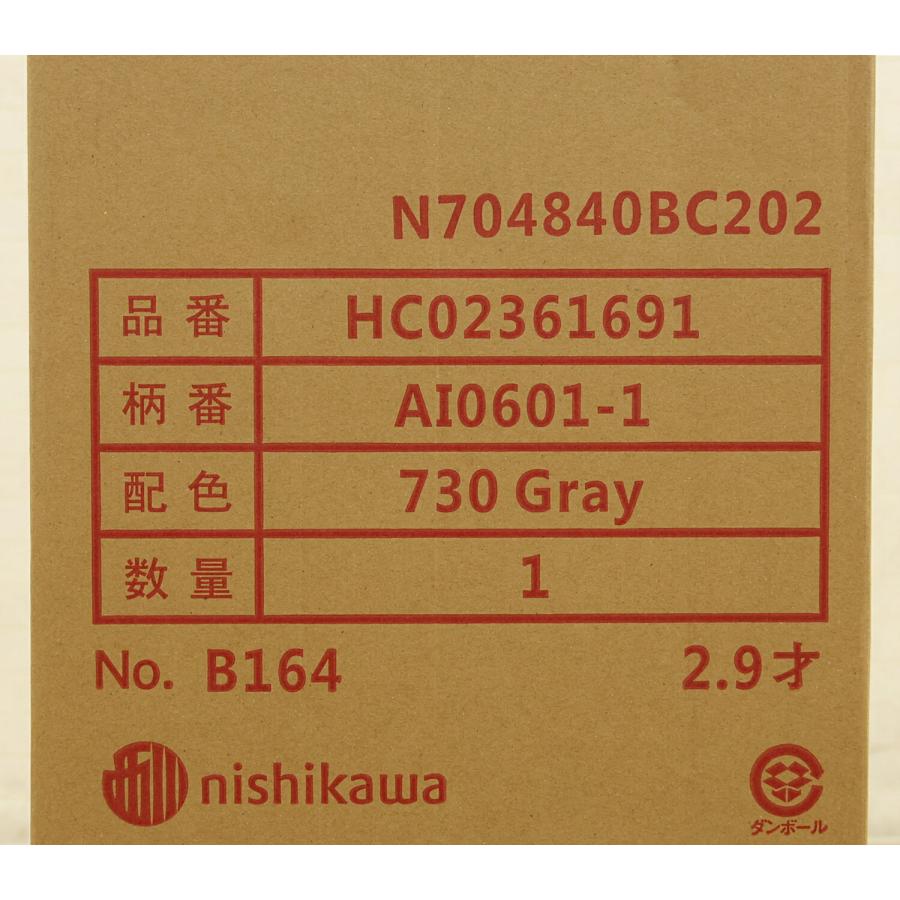 N704840BC202
品番 HC02361691
柄番 AI0601-1
配色 730 Gray
数量 1
No. B164 2.9才
nishikawa
ダンボール